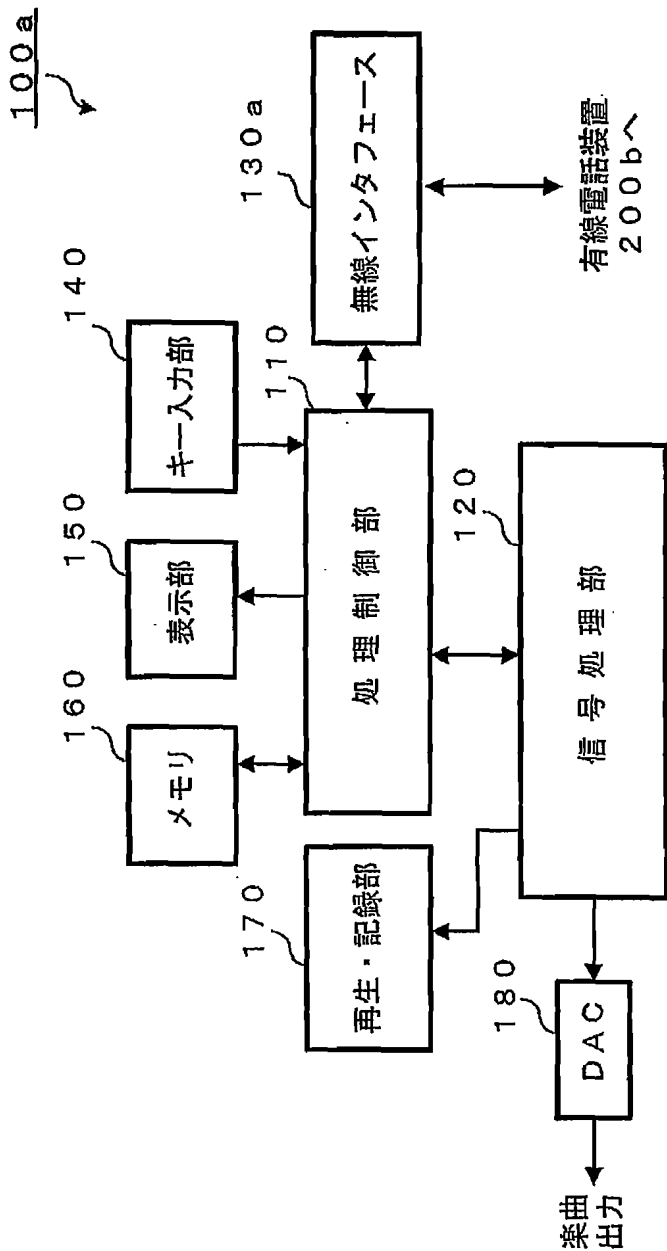 100a
160
メモリ
150
表示部
140
キー入力部
130a
無線インタフェース
有線電話装置
200bへ
110
処理制御部
170
再生・記録部
120
信号処理部
180
DAC
楽曲
出力